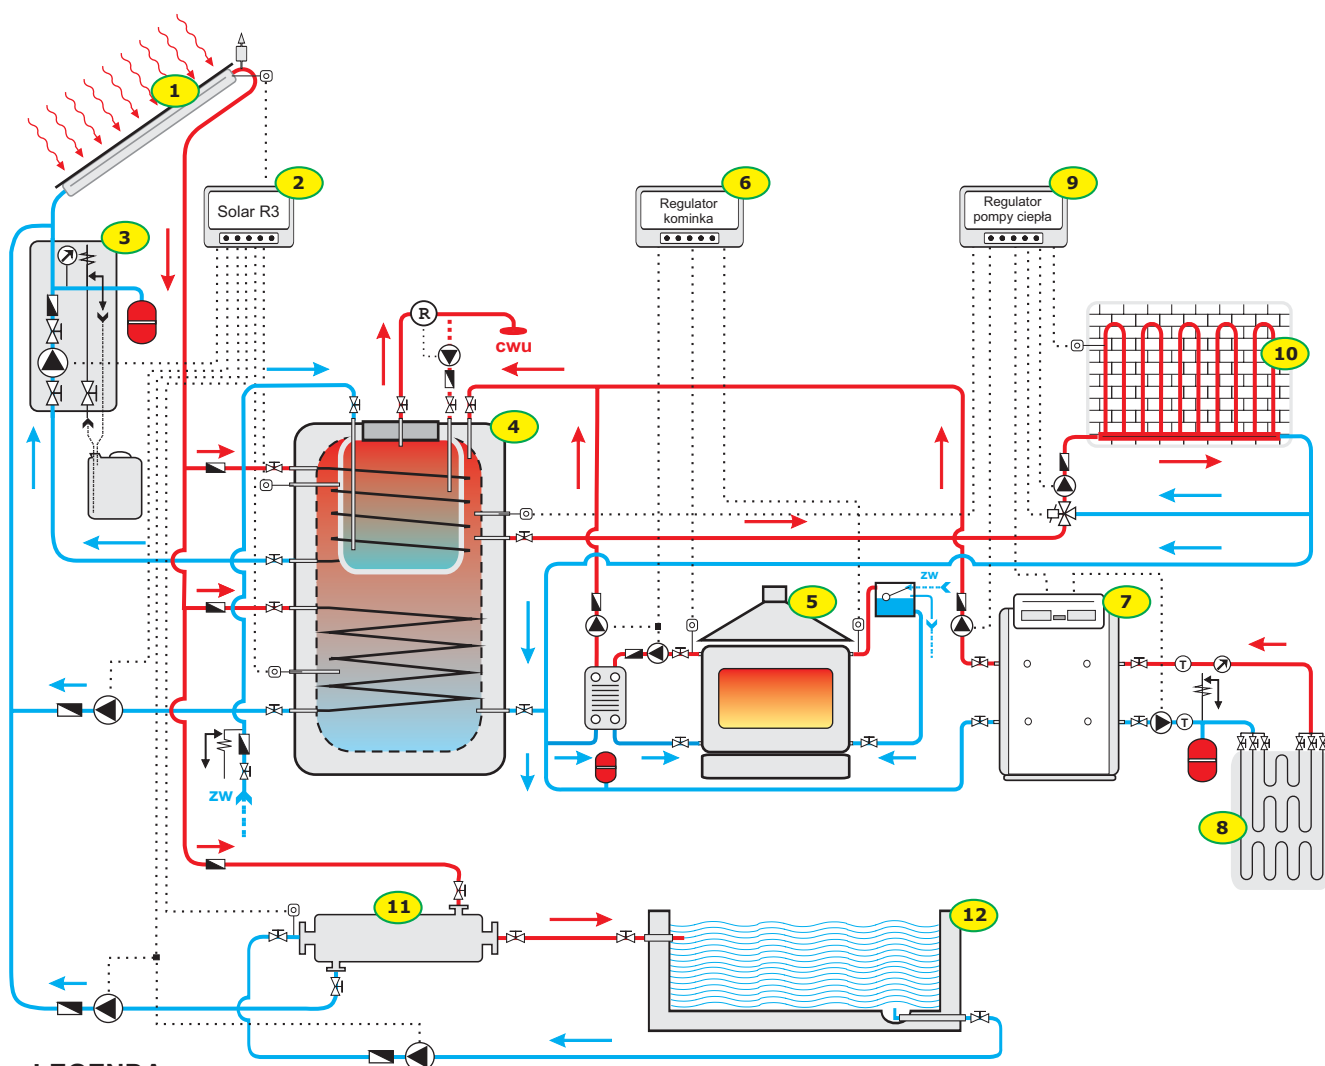 1
2
Solar R3
3
6
Regulator
kominka
9
Regulator
pompy ciepła
R
cwu
10
4
zw
5
7
T
T
zw
8
11
12
LEGENDA